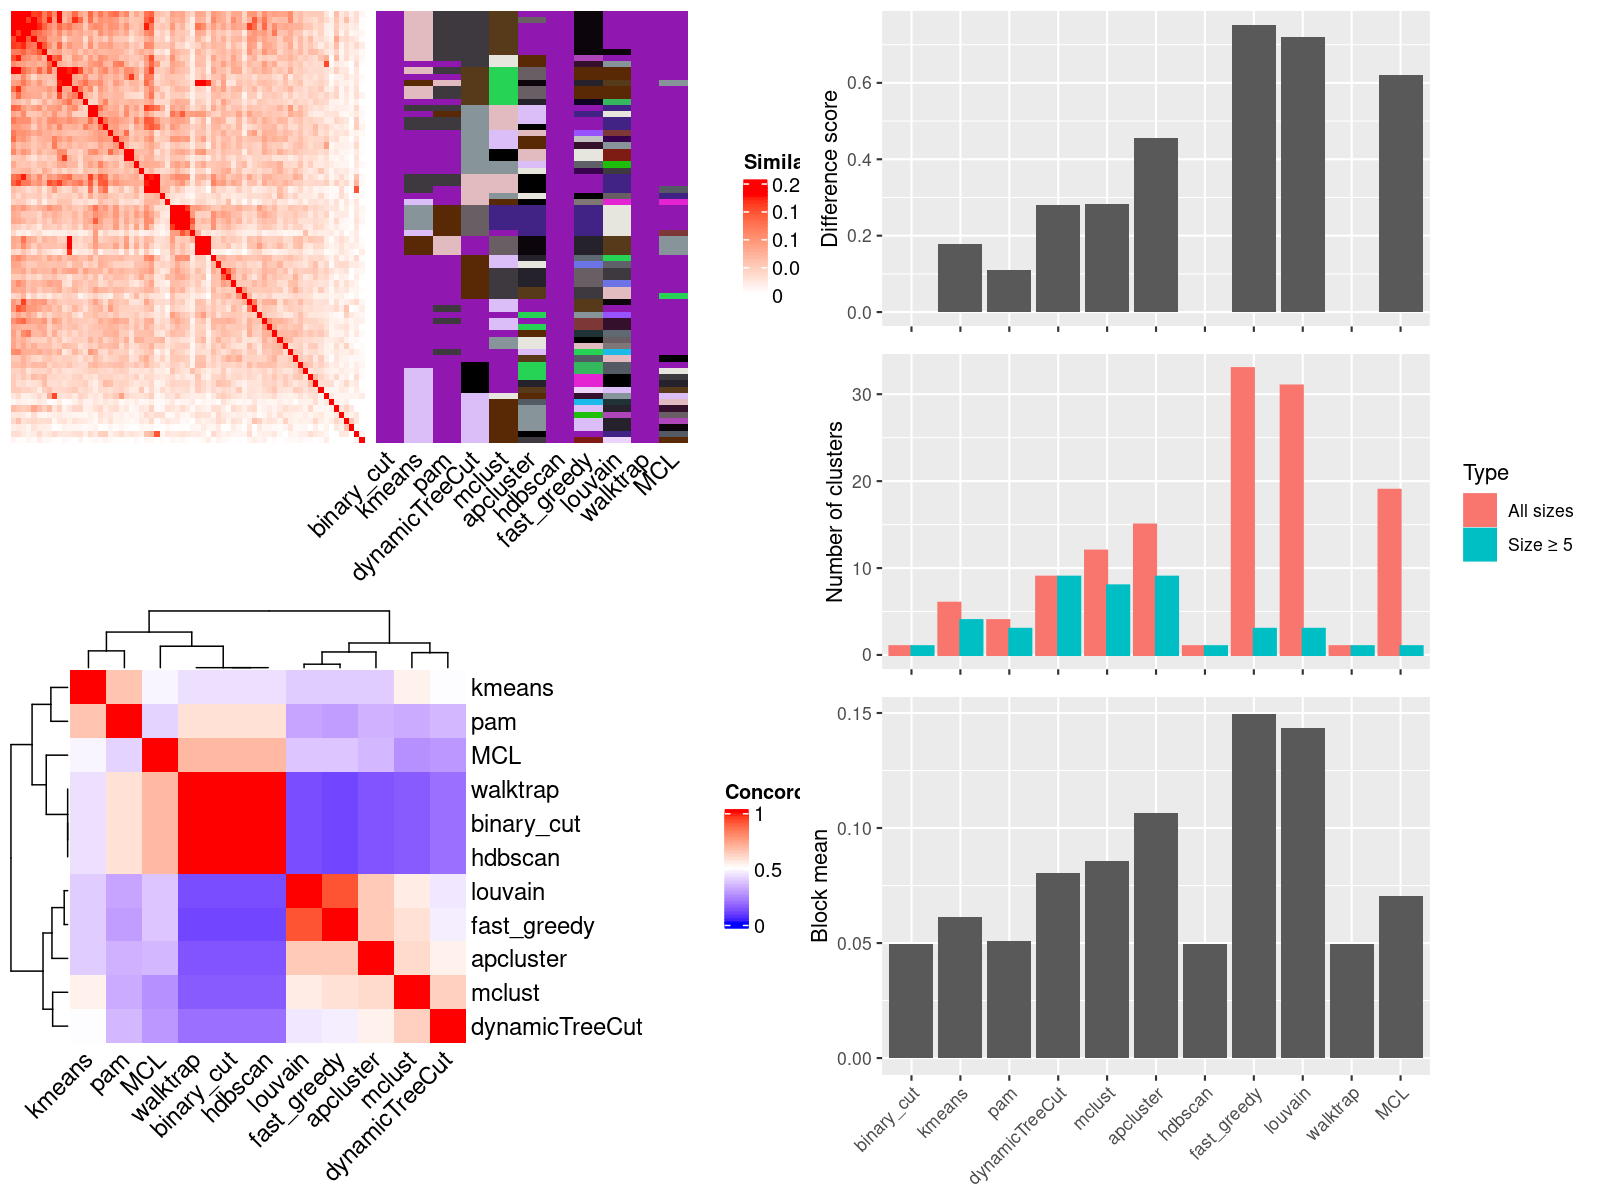 Simila
0.2
0.1
0.1
0.0
0
binary_cut
kmeans
pam
dynamicTreeCut
mclust
apcluster
hdbscan
fast_greedy
louvain
walktrap
MCL
kmeans
pam
MCL
walktrap
binary_cut
hdbscan
louvain
fast_greedy
apcluster
mclust
dynamicTreeCut
kmeans
pam
MCL
walktrap
binary_cut
hdbscan
louvain
fast_greedy
apcluster
mclust
dynamicTreeCut
Concord
1
0.5
0
Difference score
0.6
0.4
0.2
0.0
Number of clusters
30
20
10
0
Type
All sizes
Size ≥ 5
Block mean
0.15
0.10
0.05
0.00
binary_cut
kmeans
pam
dynamicTreeCut
mclust
apcluster
hdbscan
fast_greedy
louvain
walktrap
MCL